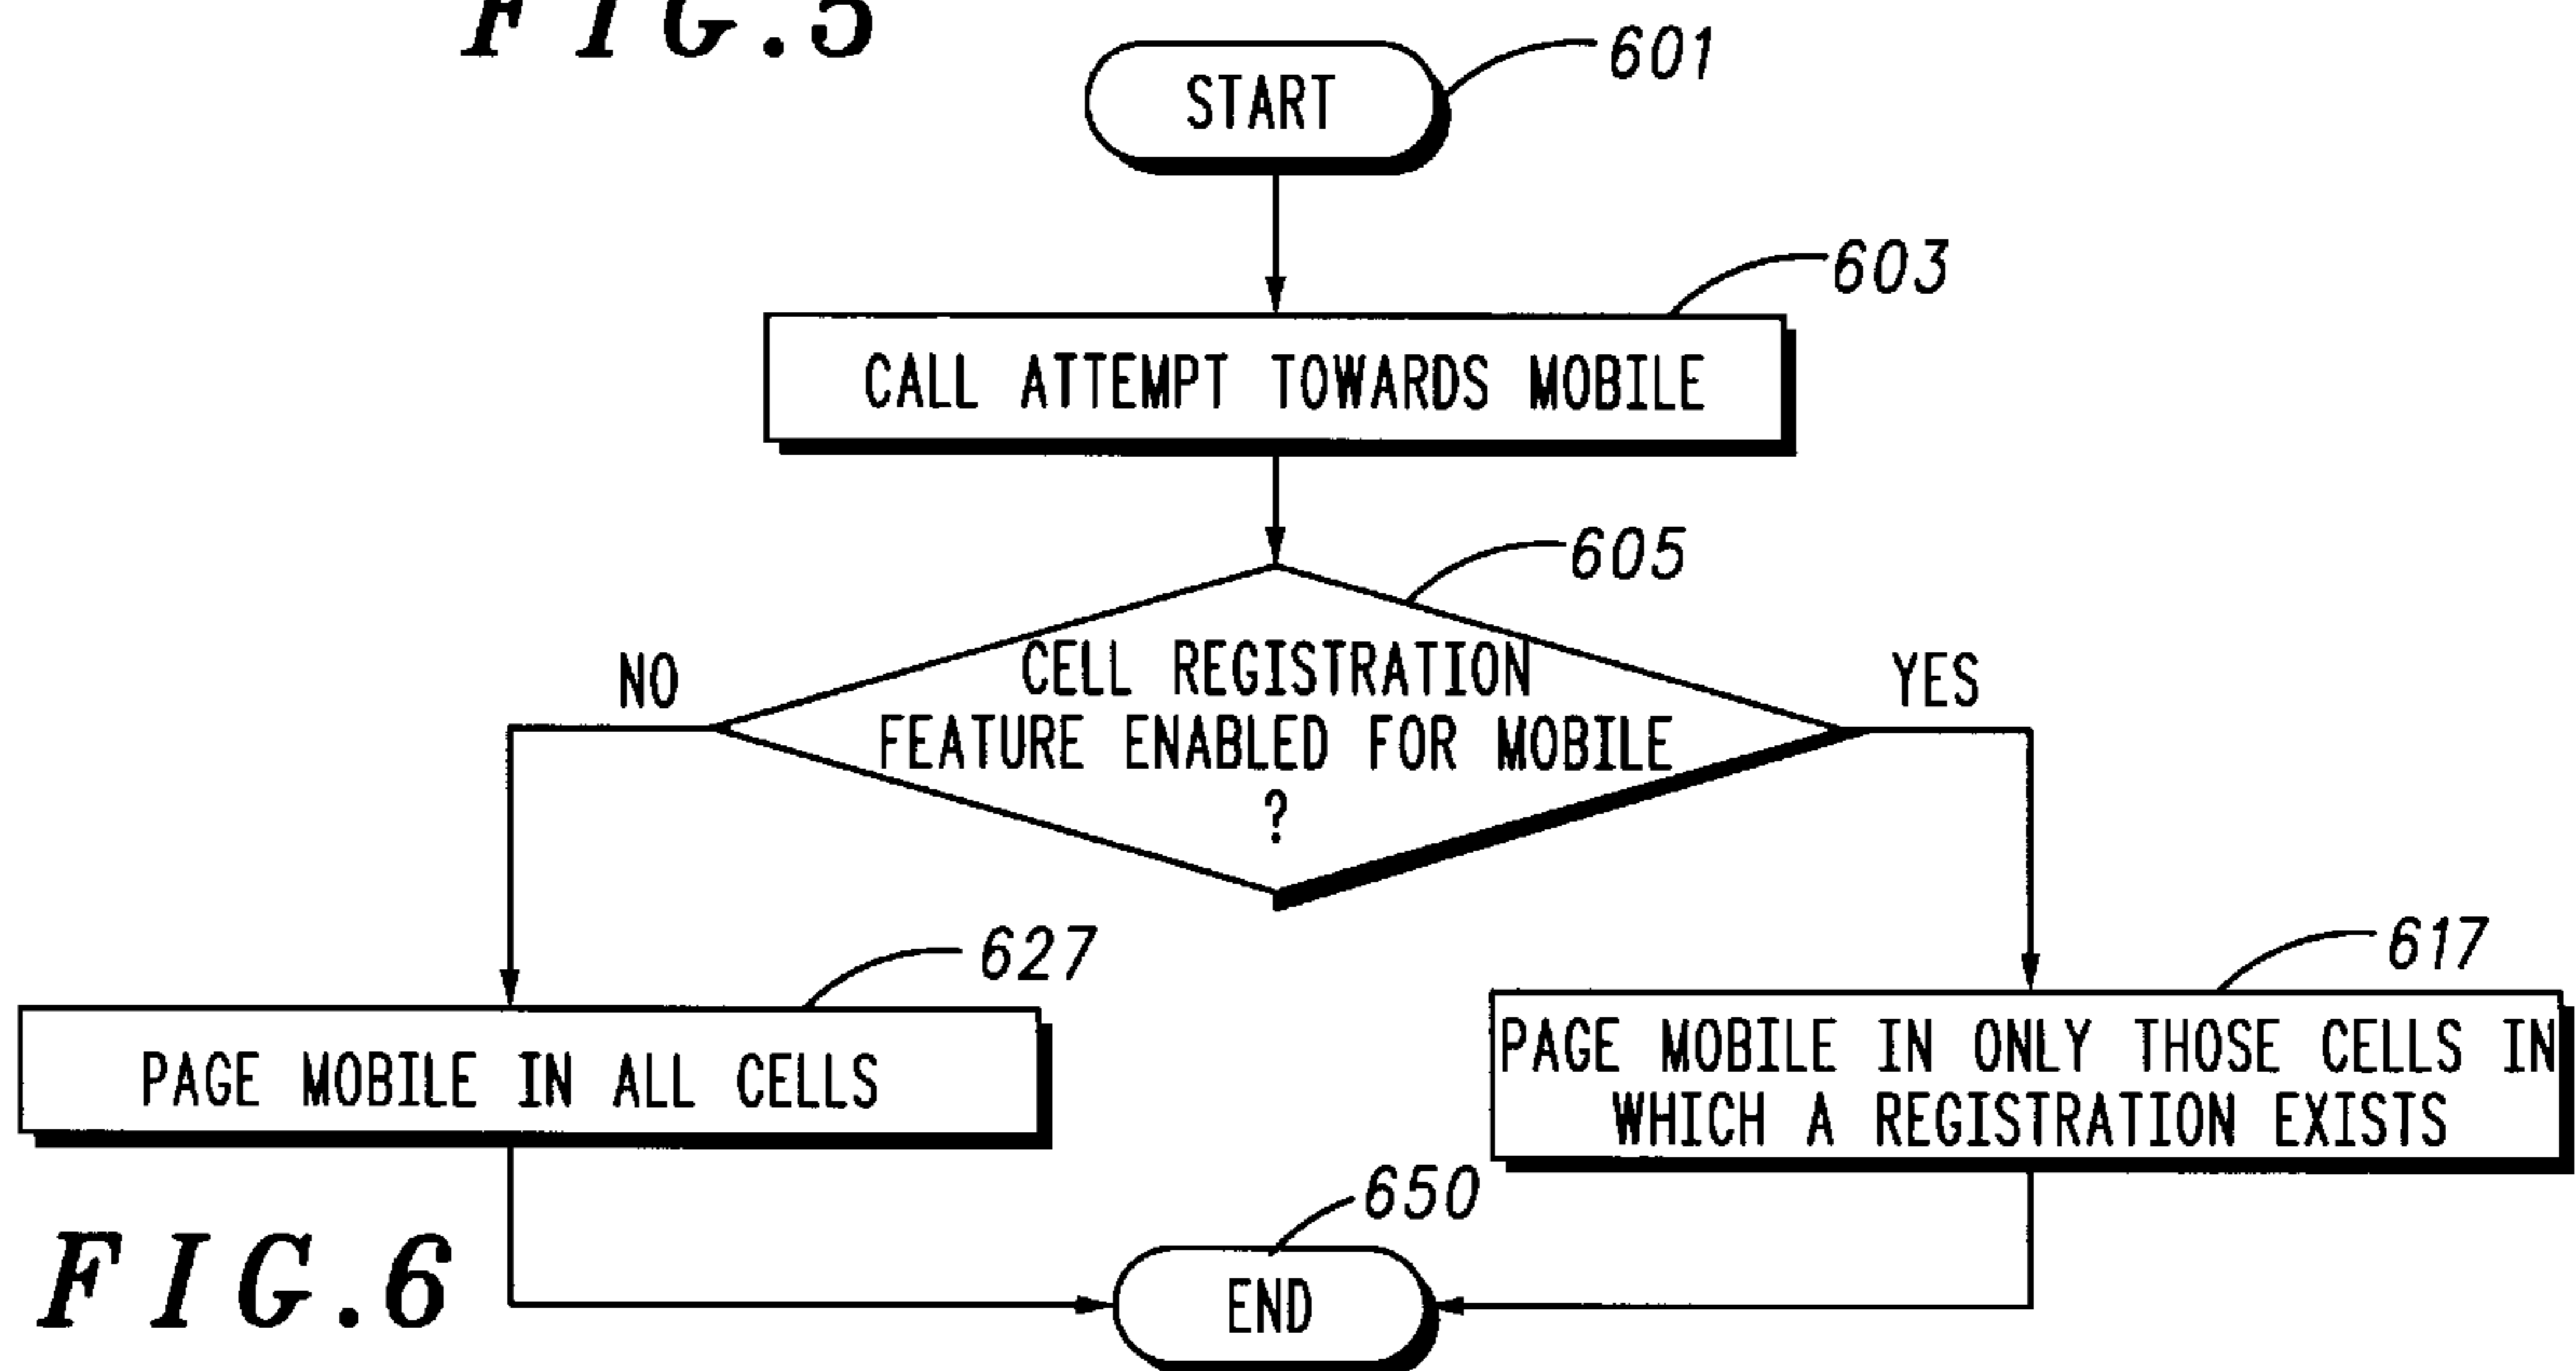 FIG.5
601
START
603
CALL ATTEMPT TOWARDS MOBILE
605
CELL REGISTRATION
FEATURE ENABLED FOR MOBILE
?
NO
YES
627
PAGE MOBILE IN ALL CELLS
617
PAGE MOBILE IN ONLY THOSE CELLS IN
WHICH A REGISTRATION EXISTS
650
END
FIG.6